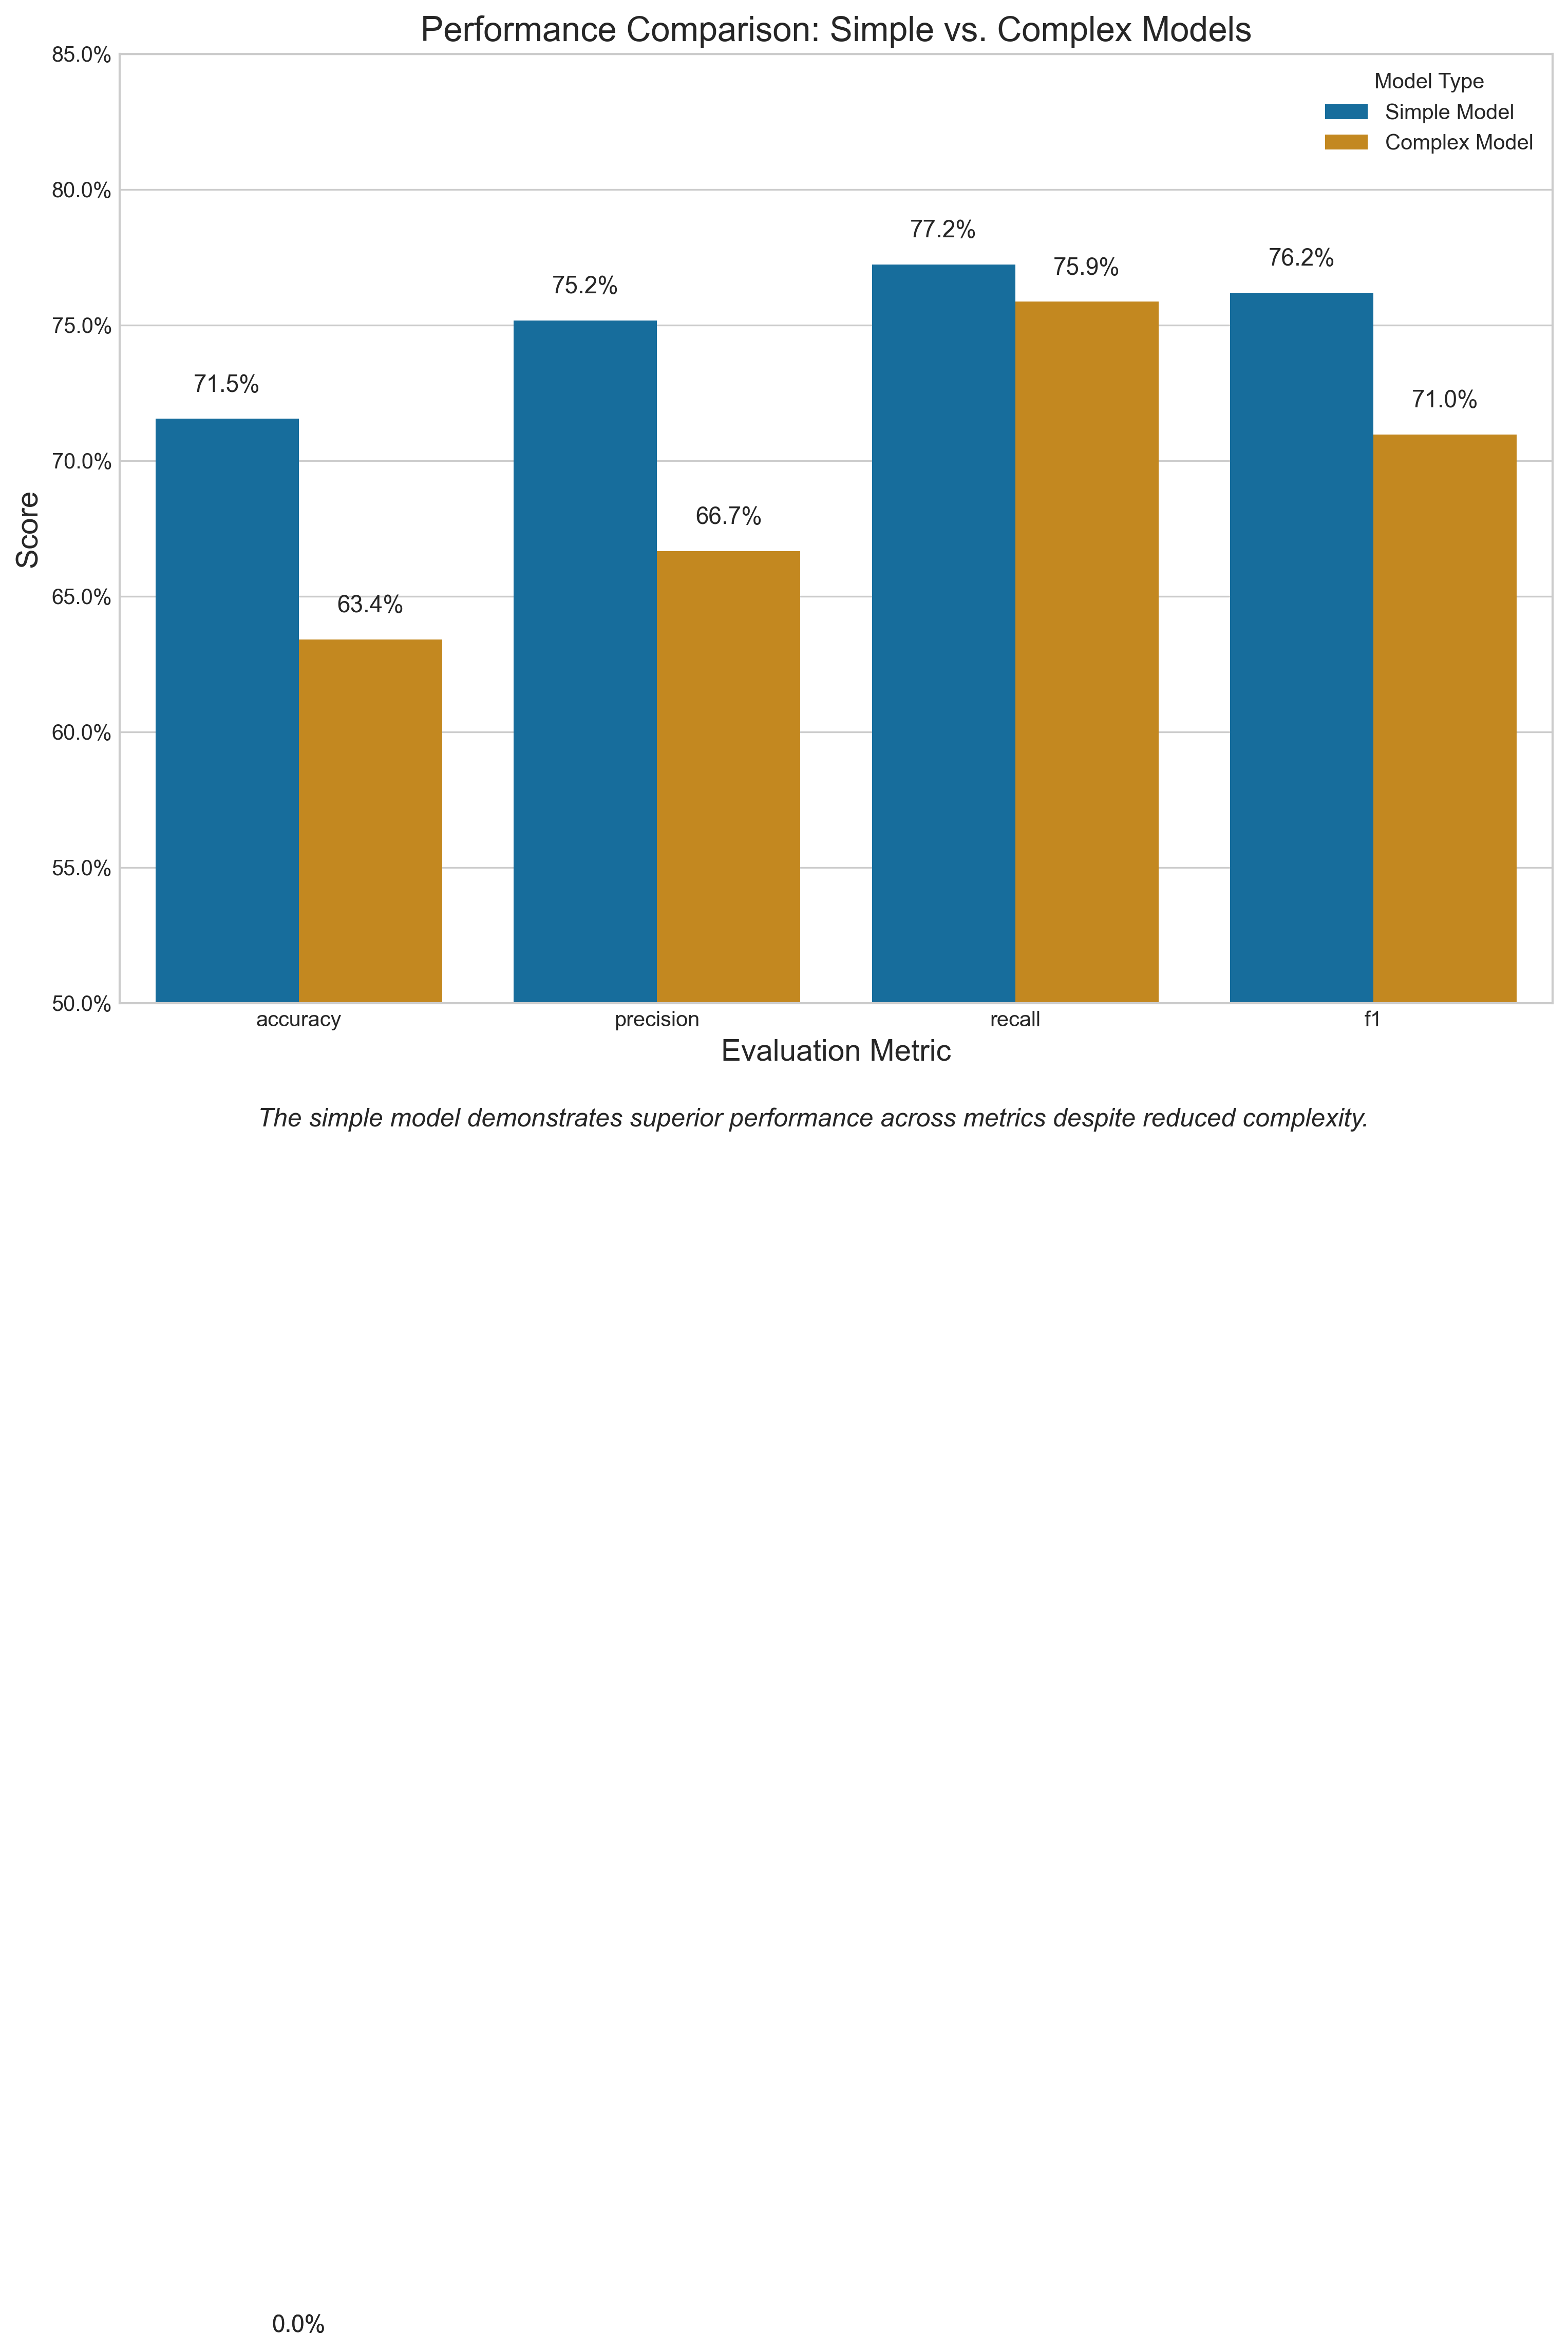 Performance Comparison: Simple vs. Complex Models
85.0%
80.0%
75.0%
70.0%
65.0%
60.0%
55.0%
50.0%
Score
Model Type
Simple Model
Complex Model
71.5%
63.4%
75.2%
66.7%
77.2%
75.9%
76.2%
71.0%
accuracy
precision
recall
f1
Evaluation Metric
The simple model demonstrates superior performance across metrics despite reduced complexity.
0.0%